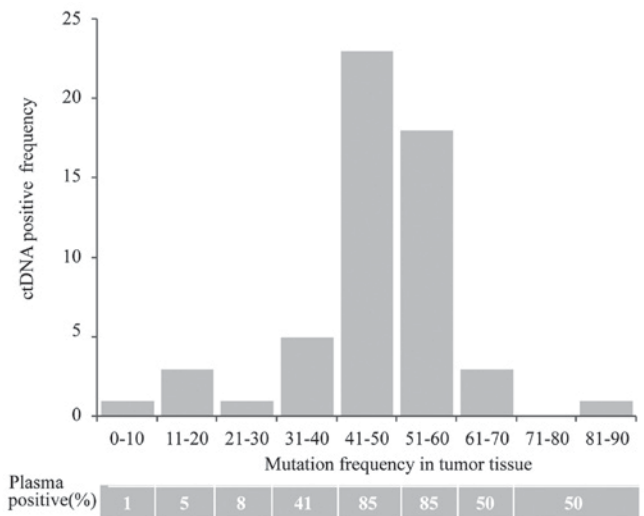 25
20
15
10
5
0
ctDNA positive frequency
0-10 11-20 21-30 31-40 41-50 51-60 61-70 71-80 81-90
Mutation frequency in tumor tissue
Plasma
positive(%) 1 5 8 41 85 85 50 50